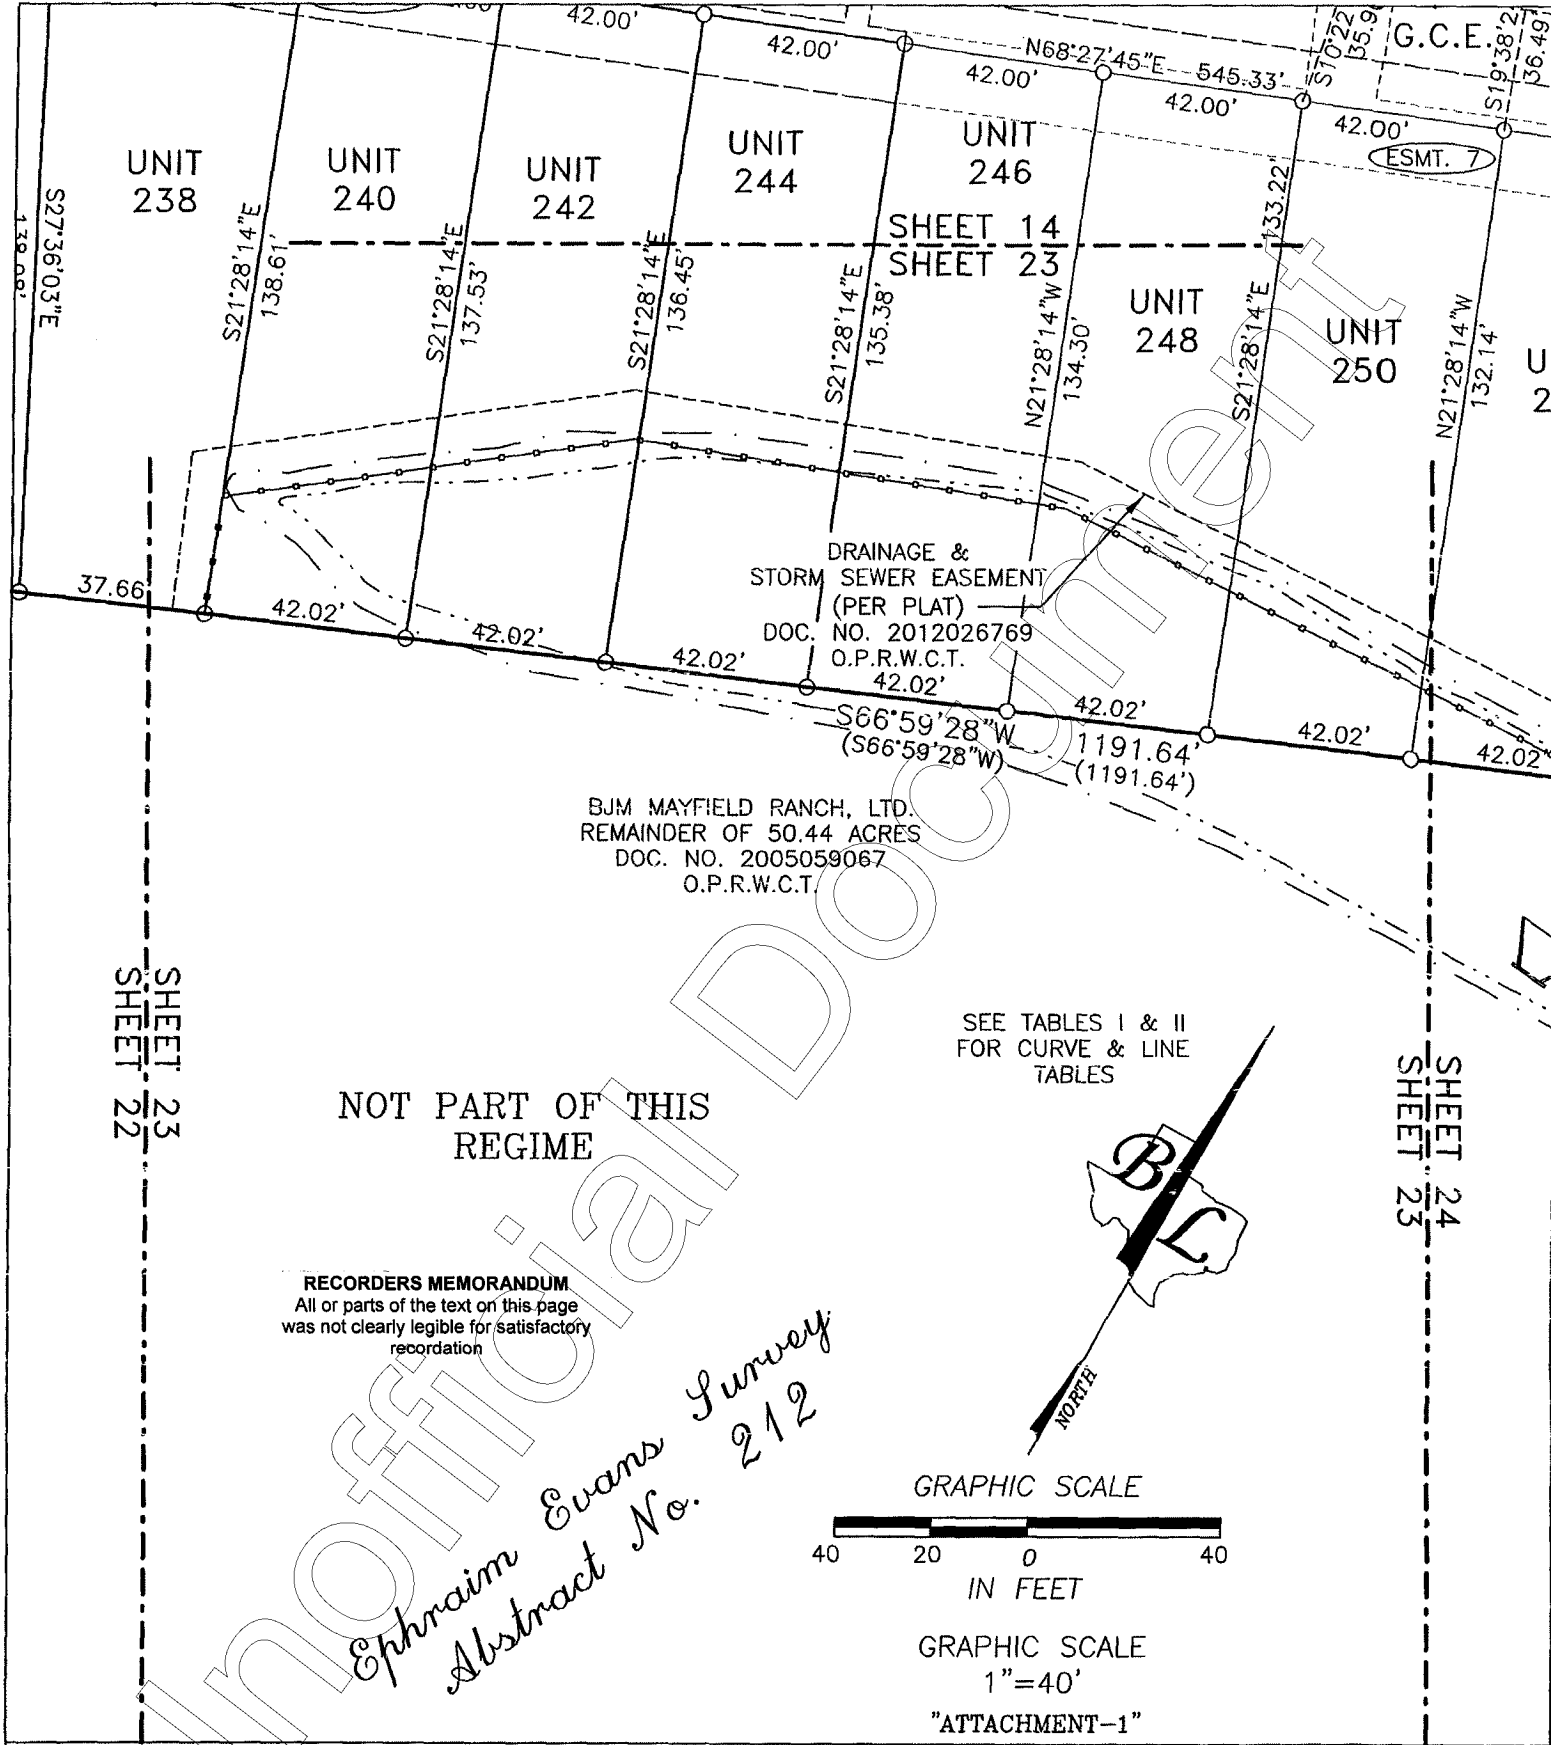 42.00'
42.00'
42.00'
N68°27'45"E 545.33'
42.00'
42.00'
S10°22
G.C.E.
36.49'
ESMT. 7
UNIT
238
UNIT
240
UNIT
242
UNIT
244
UNIT
246
SHEET 14
SHEET 23
UNIT
248
UNIT
250
U
2
S27°36'03"E
S21°28'14"E
138.61'
S21°28'14"E
137.53'
S21°28'14"E
136.45'
S21°28'14"E
135.38'
N21°28'14"W
134.30'
S21°28'14"E
133.22'
N21°28'14"W
132.14'
DRAINAGE &
STORM SEWER EASEMENT
(PER PLAT)
DOC. NO. 2012026769
O.P.R.W.C.T.
37.66
42.02'
42.02'
42.02'
42.02'
42.02'
42.02'
42.02'
S66°59'28"W 1191.64'
(S66°59'28"W) (1191.64')
BJM MAYFIELD RANCH, LTD.
REMAINDER OF 50.44 ACRES
DOC. NO. 2005059067
O.P.R.W.C.T.
SHEET 23
SHEET 22
SEE TABLES I & II
FOR CURVE & LINE
TABLES
SHEET 24
SHEET 23
NOT PART OF THIS
REGIME
B
L
NORTH
RECORDERS MEMORANDUM
All or parts of the text on this page
was not clearly legible for satisfactory
recordation
Ephraim Evans Survey
Abstract No. 212
GRAPHIC SCALE
40 20 0 40
IN FEET
GRAPHIC SCALE
1"=40'
"ATTACHMENT-1"
nofficial Document